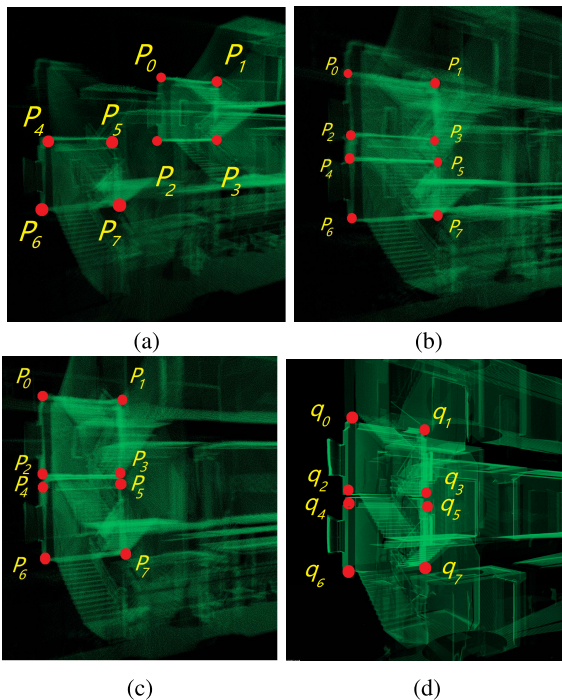 P0 P1
P4 P5
P2 P3
P6 P7
(a)
P0 P1
P2 P3
P4 P5
P6 P7
(b)
P0 P1
P2 P3
P4 P5
P6 P7
(c)
q0 q1
q2 q3
q4 q5
q6 q7
(d)